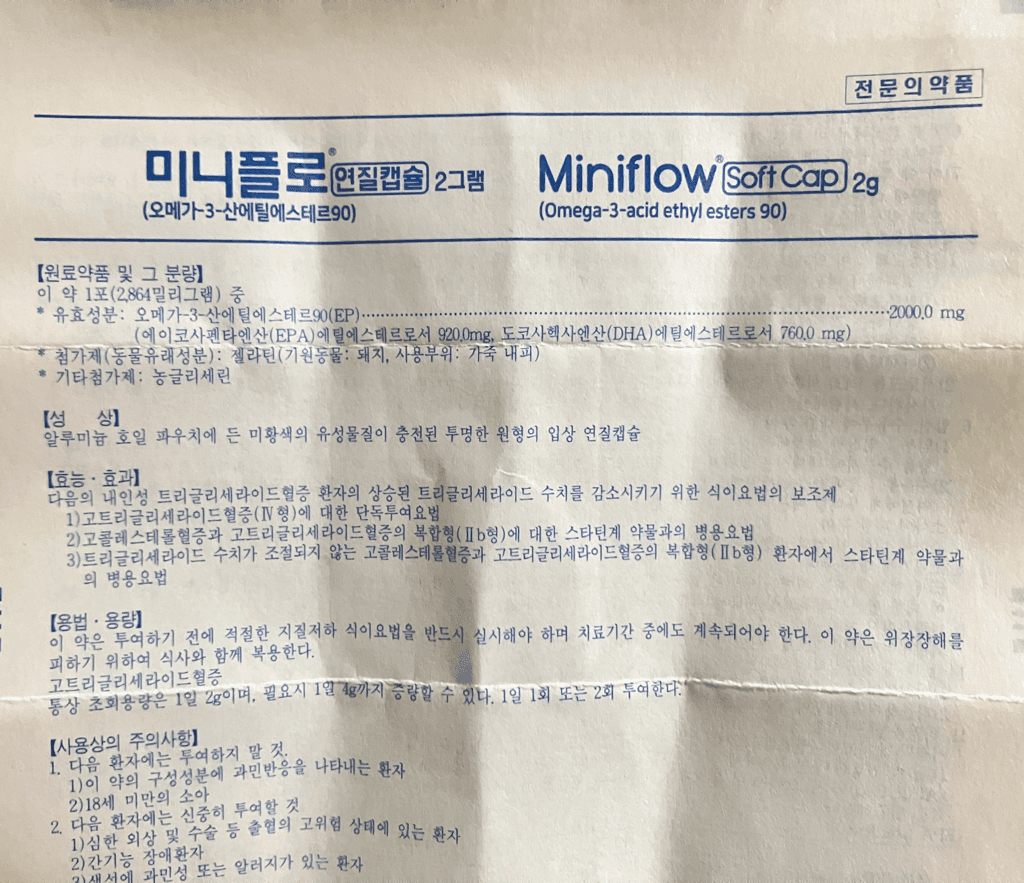 전문의약품
미니플로® 연질캡슐 2그램
(오메가-3-산에틸에스테르90)
Miniflow® Soft Cap 2g
(Omega-3-acid ethyl esters 90)
【원료약품 및 그 분량】
이 약 1포(2,864밀리그램) 중
* 유효성분: 오메가-3-산에틸에스테르90(EP)························2000.0 mg
(에이코사펜타엔산(EPA)에틸에스테르로서 920.0mg, 도코사헥사엔산(DHA)에틸에스테르로서 760.0 mg)
* 첨가제(동물유래성분): 젤라틴(기원동물: 돼지, 사용부위: 가죽 내피)
* 기타첨가제: 농글리세린
【성 상】
알루미늄 호일 파우치에 든 미황색의 유성물질이 충전된 투명한 원형의 입상 연질캡슐
【효능·효과】
다음의 내인성 트리글리세라이드혈증 환자의 상승된 트리글리세라이드 수치를 감소시키기 위한 식이요법의 보조제
1)고트리글리세라이드혈증(Ⅳ형)에 대한 단독투여요법
2)고콜레스테롤혈증과 고트리글리세라이드혈증의 복합형(Ⅱb형)에 대한 스타틴계 약물과의 병용요법
3)트리글리세라이드 수치가 조절되지 않는 고콜레스테롤혈증과 고트리글리세라이드혈증의 복합형(Ⅱb형) 환자에서 스타틴계 약물과
의 병용요법
【용법·용량】
이 약은 투여하기 전에 적절한 지질저하 식이요법을 반드시 실시해야 하며 치료기간 중에도 계속되어야 한다. 이 약은 위장장해를
피하기 위하여 식사와 함께 복용한다.
고트리글리세라이드혈증
통상 초회용량은 1일 2g이며, 필요시 1일 4g까지 증량할 수 있다. 1일 1회 또는 2회 투여한다.
【사용상의 주의사항】
1. 다음 환자에는 투여하지 말 것.
1)이 약의 구성성분에 과민반응을 나타내는 환자
2)18세 미만의 소아
2. 다음 환자에는 신중히 투여할 것
1)심한 외상 및 수술 등 출혈의 고위험 상태에 있는 환자
2)간기능 장애환자
3)생선에 과민성 또는 알러지가 있는 환자